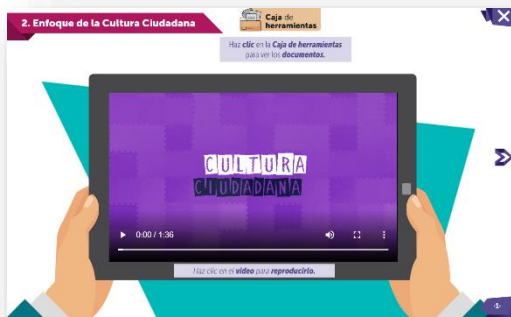 2. Enfoque de la Cultura Ciudadana
Caja de
herramientas
Haz clic en la Caja de herramientas
para ver los documentos.
CULTURA
CIUDADANA
0:00 / 1:36
Haz clic en el video para reproducirlo.